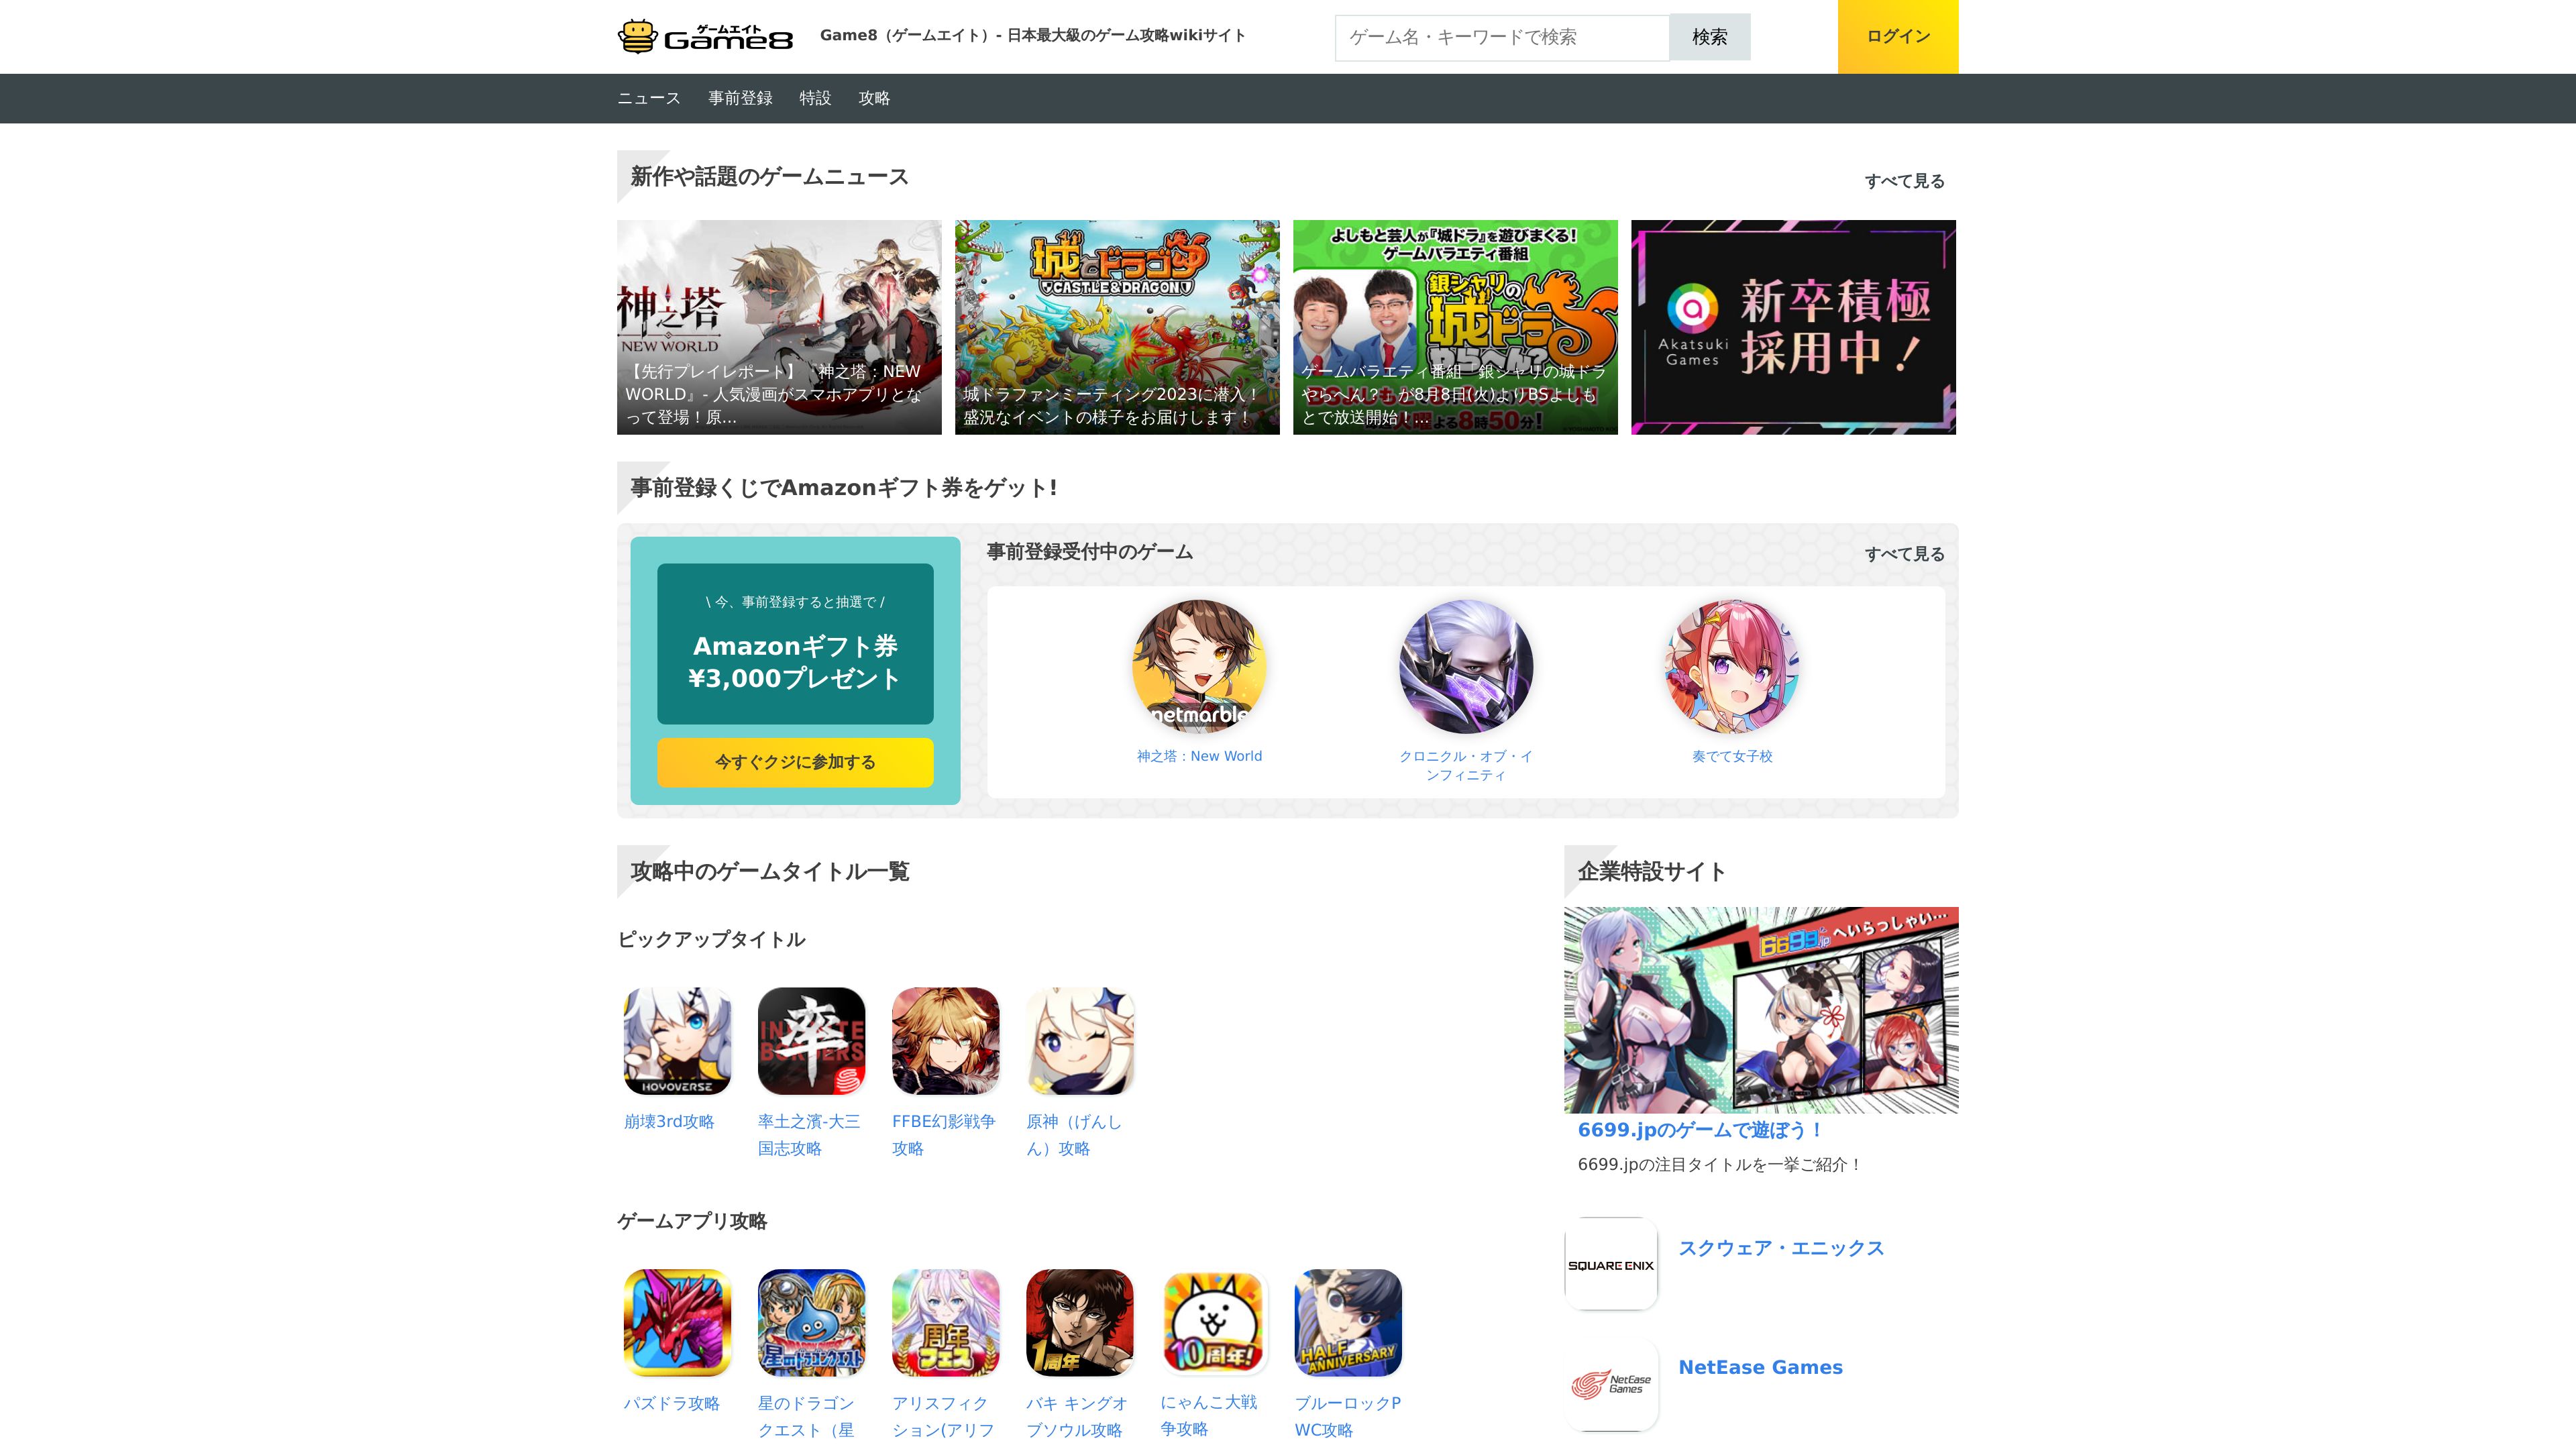 ゲームエイト
Game8
Game8（ゲームエイト）- 日本最大級のゲーム攻略wikiサイト
ゲーム名・キーワードで検索
検索
ログイン
ニュース
事前登録
特設
攻略
新作や話題のゲームニュース
すべて見る
神之塔
NEW WORLD
【先行プレイレポート】『神之塔：NEW
WORLD』- 人気漫画がスマホアプリとな
って登場！原...
城とドラゴン
CASTLE & DRAGON
城ドラファンミーティング2023に潜入！
盛況なイベントの様子をお届けします！
よしもと芸人が『城ドラ』を遊びまくる！
ゲームバラエティ番組
銀シャリの
城ドラ
やらへん？
よる8時50分!
ゲームバラエティ番組「銀シャリの城ドラ
やらへん？」が8月8日(火)よりBSよしも
とで放送開始！...
Akatsuki
Games
新卒積極
採用中！
事前登録くじでAmazonギフト券をゲット!
\ 今、事前登録すると抽選で /
Amazonギフト券
¥3,000プレゼント
今すぐクジに参加する
事前登録受付中のゲーム
すべて見る
netmarble
神之塔：New World
クロニクル・オブ・イ
ンフィニティ
奏でて女子校
攻略中のゲームタイトル一覧
ピックアップタイトル
HOYOVERSE
崩壊3rd攻略
率
INFINITE
BORDERS
率土之濱-大三
国志攻略
FFBE幻影戦争
攻略
原神（げんし
ん）攻略
ゲームアプリ攻略
パズドラ攻略
星のドラゴンクエスト
星のドラゴン
クエスト（星
周年
フェス
アリスフィク
ション(アリフ
1周年
バキ キングオ
ブソウル攻略
10周年!
にゃんこ大戦
争攻略
HALF
ANNIVERSARY
ブルーロックP
WC攻略
企業特設サイト
6699.jp
へいらっしゃい...
6699.jpのゲームで遊ぼう！
6699.jpの注目タイトルを一挙ご紹介！
SQUARE ENIX
スクウェア・エニックス
NetEase
Games
NetEase Games